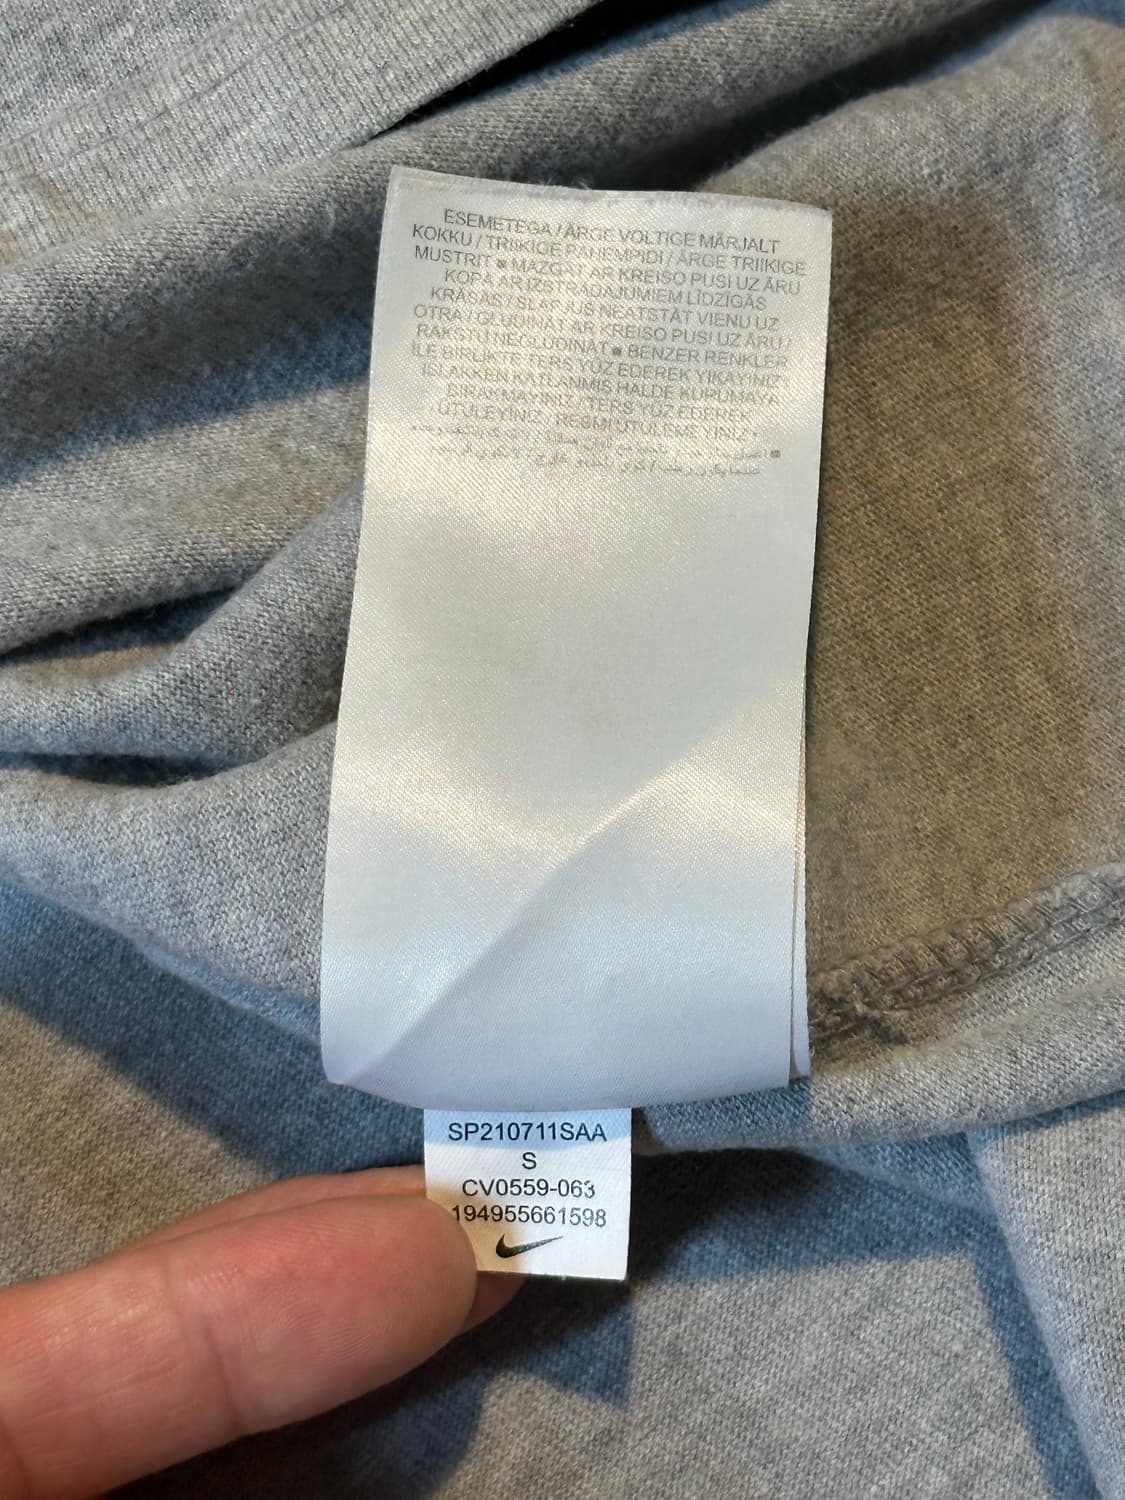 ESEMETEGA / ÄRGE VOLTIGE MÄRJALT
KOKKU / TRIIKIGE PAHEMPIDI / ÄRGE TRIIKIGE
MUSTRIT ■ MAZGĀT AR KREISO PUSI UZ ĀRU
KOPĀ AR IZSTRĀDĀJUMIEM LĪDZĪGĀS
KRĀSĀS / SLAPJUS NEATSTĀT VIENU UZ
OTRA / GLUDINĀT AR KREISO PUSI UZ ĀRU /
RAKSTU NEGLUDINĀT ■ BENZER RENKLER
İLE BİRLİKTE TERS YÜZ EDEREK YIKAYINIZ /
ISLAKKEN KATLANMIŞ HALDE KURUMAYA
BIRAKMAYINIZ / TERS YÜZ EDEREK
ÜTÜLEYİNİZ / RESMİ ÜTÜLEMEYİNİZ
SP210711SAA
S
CV0559-063
194955661598